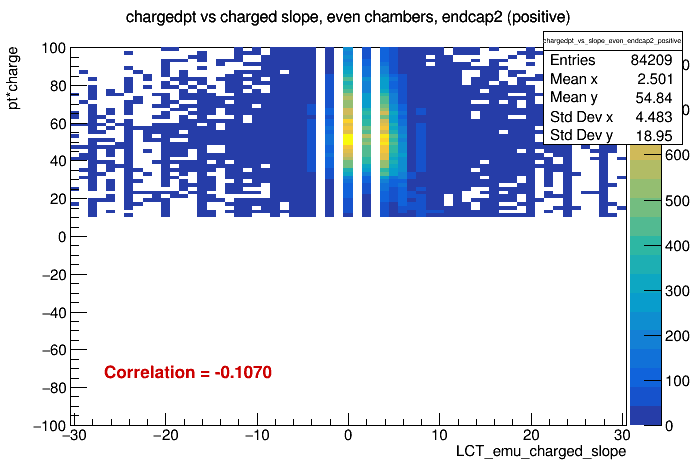 chargedpt vs charged slope, even chambers, endcap2 (positive)
chargedpt_vs_slope_even_endcap2_positive
Entries 84209
Mean x 2.501
Mean y 54.84
Std Dev x 4.483
Std Dev y 18.95
pt*charge
100
80
60
40
20
0
−20
−40
−60
−80
−100
Correlation = -0.1070
−30 −20 −10 0 10 20 30
LCT_emu_charged_slope
600
500
400
300
200
100
0